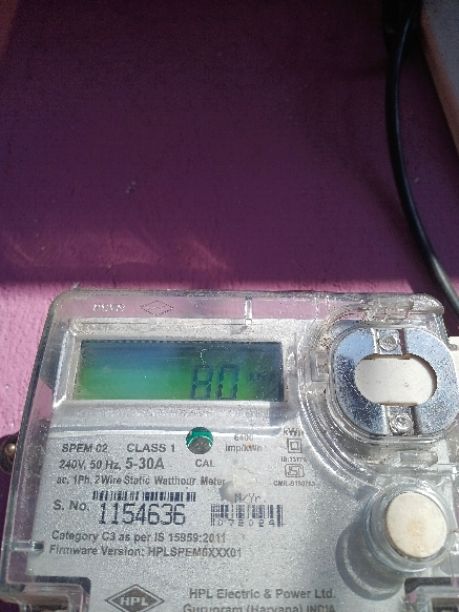 80
SPEM 02 CLASS 1 6400
240V, 50 Hz, 5-30A CAL imp/kWh
ac, 1Ph. 2Wire Static Watthour Meter
M/Yr
S. No. 1154636
Category C3 as per IS 15959:2011
Firmware Version: HPLSPEM6XXX01
HPL HPL Electric & Power Ltd.
Gurugram (Haryana) INDIA